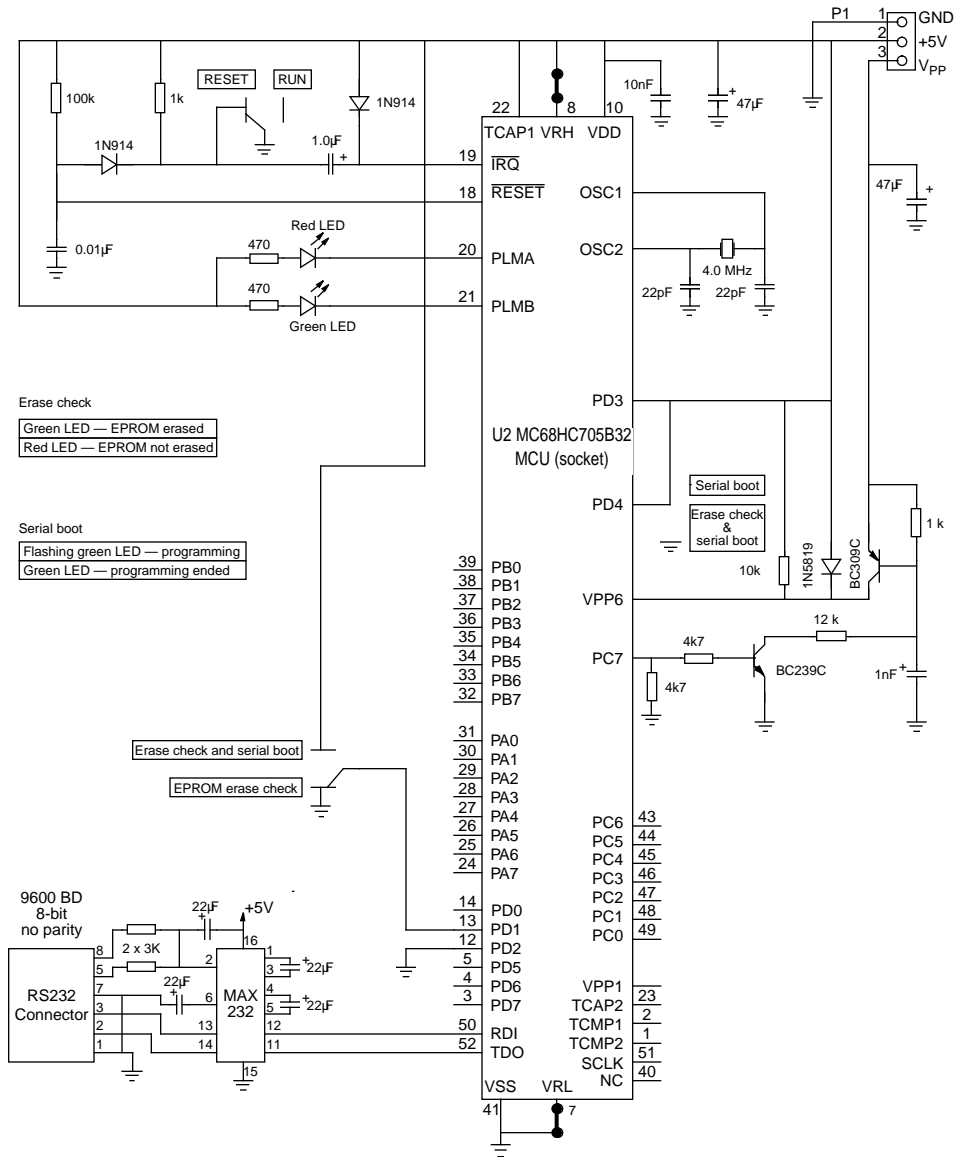 P1
1
GND
2
+5V
3
VPP
100k
1k
RESET
RUN
1N914
1N914
1.0µF
+
22
8
10
10nF
+
47µF
TCAP1
VRH
VDD
19
IRQ
OSC1
18
RESET
47µF
+
0.01µF
470
Red LED
20
PLMA
OSC2
4.0 MHz
22pF
22pF
470
Green LED
21
PLMB
Erase check
Green LED — EPROM erased
Red LED — EPROM not erased
PD3
U2 MC68HC705B32
MCU (socket)
PD4
Serial boot
Erase check
&
serial boot
Serial boot
Flashing green LED — programming
Green LED — programming ended
10k
1N5819
BC309C
1 k
39
PB0
38
PB1
37
PB2
36
PB3
35
PB4
34
PB5
33
PB6
32
PB7
VPP6
12 k
PC7
4k7
4k7
BC239C
1nF
+
Erase check and serial boot
EPROM erase check
31
PA0
30
PA1
29
PA2
28
PA3
27
PA4
26
PA5
25
PA6
24
PA7
PC6
43
PC5
44
PC4
45
PC3
46
PC2
47
PC1
48
PC0
49
14
PD0
13
PD1
12
PD2
5
PD5
4
PD6
3
PD7
50
RDI
52
TDO
VPP1
TCAP2
23
TCMP1
2
TCMP2
1
SCLK
51
NC
40
9600 BD
8-bit
no parity
RS232
Connector
8
5
7
3
2
1
2 x 3K
22µF
+
+5V
22µF
+
16
2
6
13
14
MAX
232
1
3
4
5
12
11
15
+
22µF
+
22µF
VSS
VRL
41
7